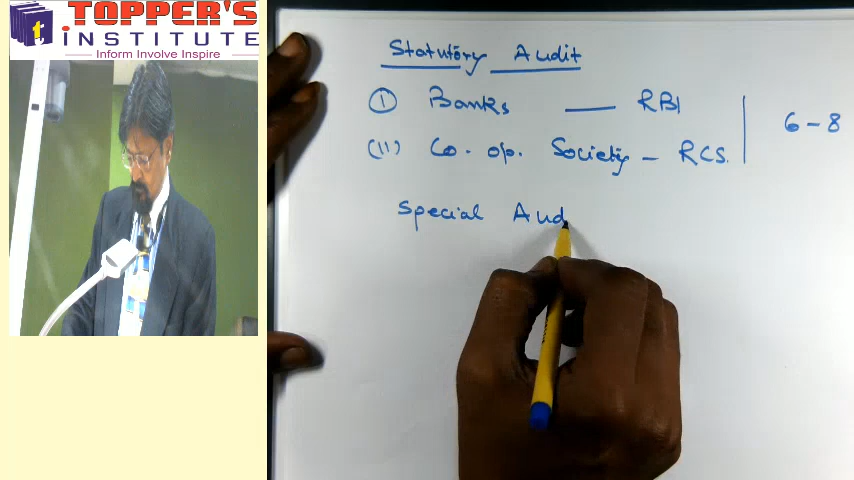 TOPPER'S
iNSTITUTE
Inform Involve Inspire
t
Statutory Audit
(I) Banks — RBI
(II) Co. op. Society - RCS.
6-8
Special Aud